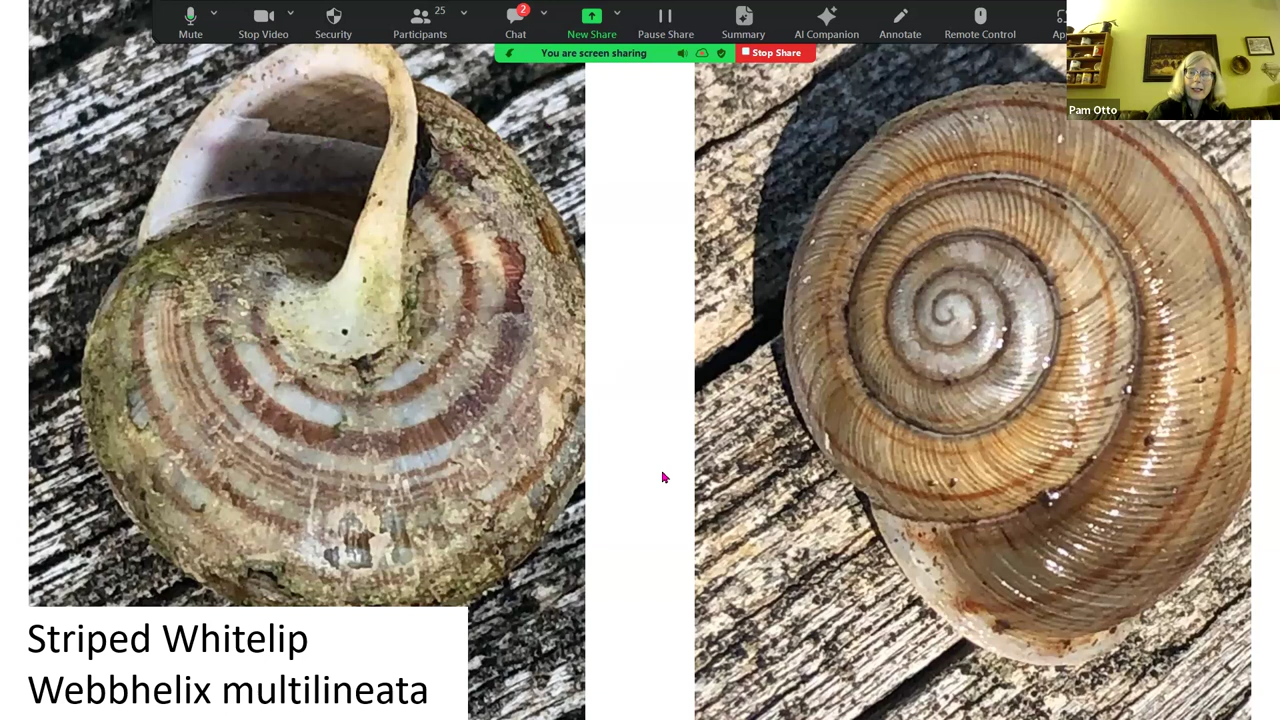 25
2
Mute
Stop Video
Security
Participants
Chat
New Share
Pause Share
Summary
AI Companion
Annotate
Remote Control
You are screen sharing
Stop Share
Pam Otto
Striped Whitelip
Webbhelix multilineata